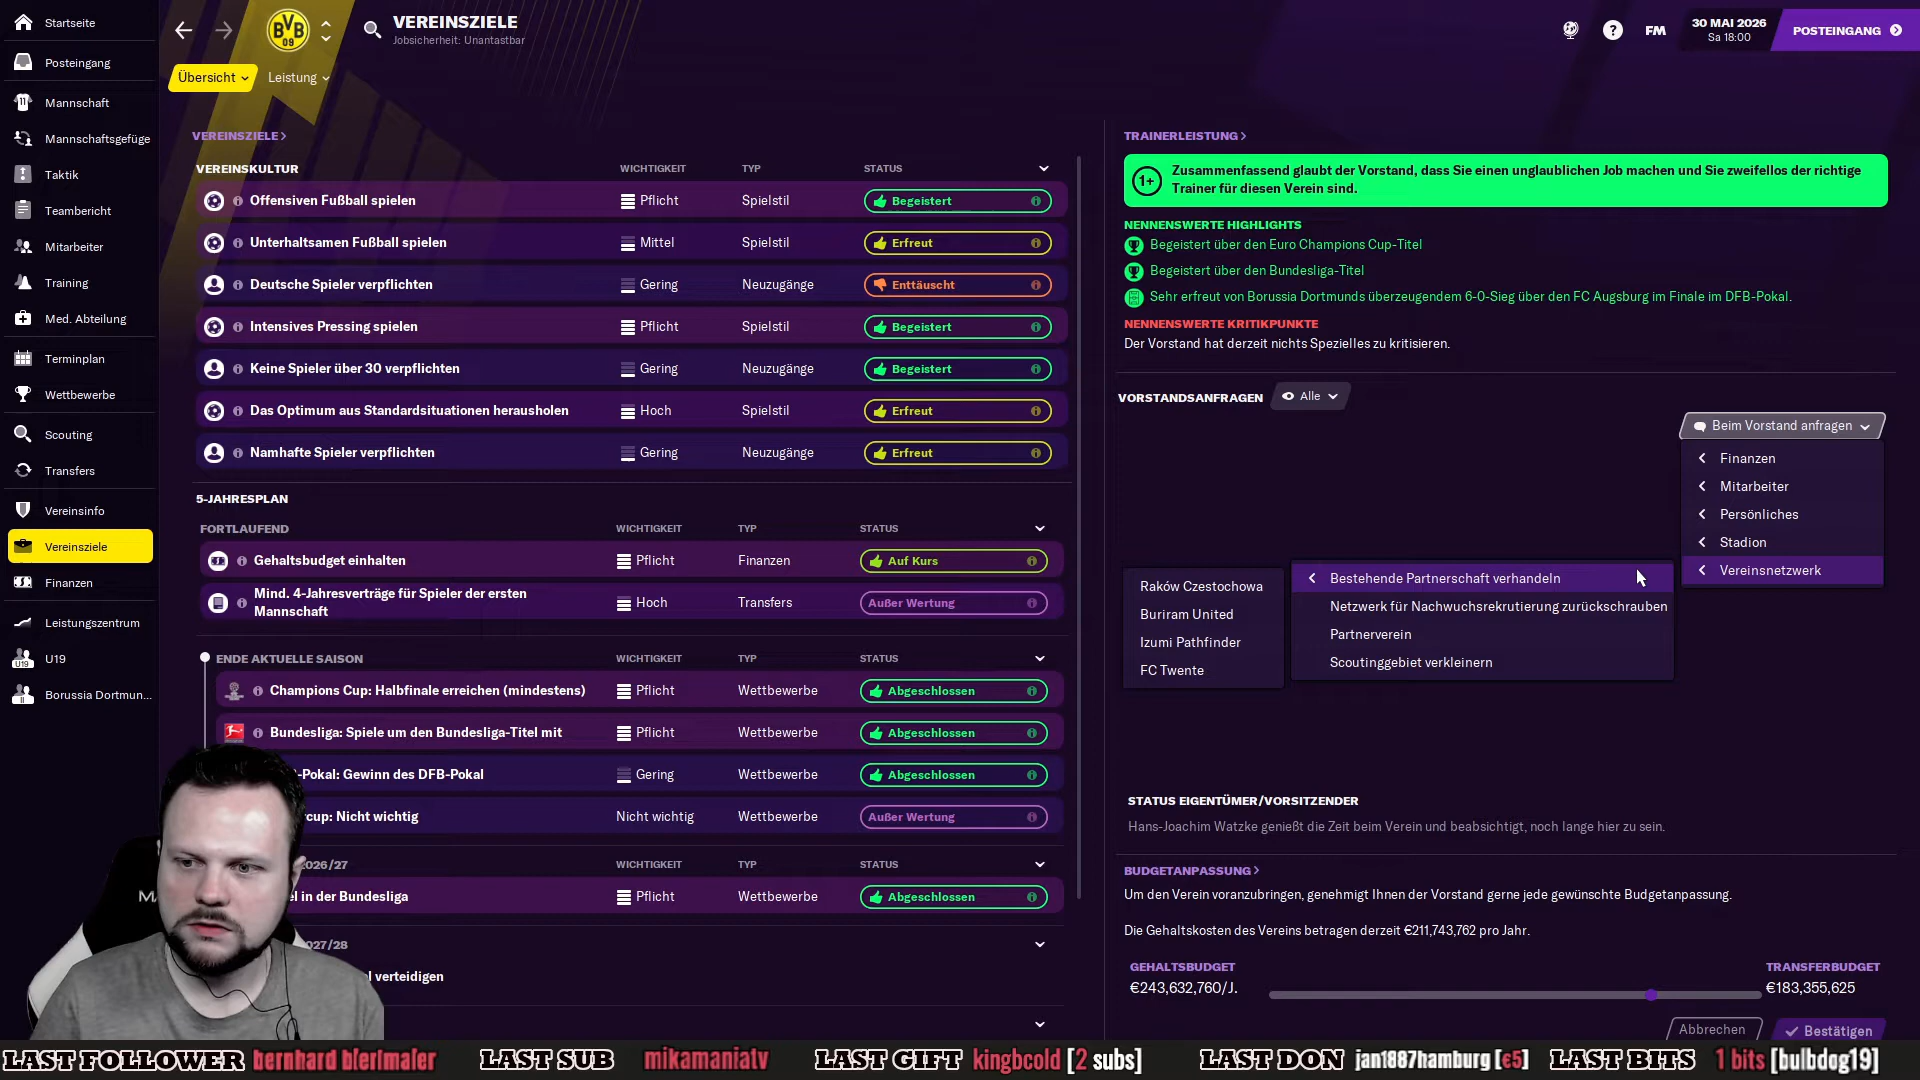 Startseite
Posteingang
Mannschaft
Mannschaftsgefüge
Taktik
Teambericht
Mitarbeiter
Training
Med. Abteilung
Terminplan
Wettbewerbe
Scouting
Transfers
Vereinsinfo
Vereinsziele
Finanzen
Leistungszentrum
U19
Borussia Dortmun...
BVB 09
VEREINSZIELE
Jobsicherheit: Unantastbar
FM
30 MAI 2026
Sa 18:00
POSTEINGANG
Übersicht
Leistung
VEREINSZIELE
VEREINSKULTUR WICHTIGKEIT TYP STATUS
Offensiven Fußball spielen Pflicht Spielstil Begeistert
Unterhaltsamen Fußball spielen Mittel Spielstil Erfreut
Deutsche Spieler verpflichten Gering Neuzugänge Enttäuscht
Intensives Pressing spielen Pflicht Spielstil Begeistert
Keine Spieler über 30 verpflichten Gering Neuzugänge Begeistert
Das Optimum aus Standardsituationen herausholen Hoch Spielstil Erfreut
Namhafte Spieler verpflichten Gering Neuzugänge Erfreut
5-JAHRESPLAN
FORTLAUFEND WICHTIGKEIT TYP STATUS
Gehaltsbudget einhalten Pflicht Finanzen Auf Kurs
Mind. 4-Jahresverträge für Spieler der ersten
Mannschaft Hoch Transfers Außer Wertung
ENDE AKTUELLE SAISON WICHTIGKEIT TYP STATUS
Champions Cup: Halbfinale erreichen (mindestens) Pflicht Wettbewerbe Abgeschlossen
Bundesliga: Spiele um den Bundesliga-Titel mit Pflicht Wettbewerbe Abgeschlossen
-Pokal: Gewinn des DFB-Pokal Gering Wettbewerbe Abgeschlossen
cup: Nicht wichtig Nicht wichtig Wettbewerbe Außer Wertung
026/27 WICHTIGKEIT TYP STATUS
el in der Bundesliga Pflicht Wettbewerbe Abgeschlossen
027/28
l verteidigen
TRAINERLEISTUNG
1+
Zusammenfassend glaubt der Vorstand, dass Sie einen unglaublichen Job machen und Sie zweifellos der richtige
Trainer für diesen Verein sind.
NENNENSWERTE HIGHLIGHTS
Begeistert über den Euro Champions Cup-Titel
Begeistert über den Bundesliga-Titel
Sehr erfreut von Borussia Dortmunds überzeugendem 6-0-Sieg über den FC Augsburg im Finale im DFB-Pokal.
NENNENSWERTE KRITIKPUNKTE
Der Vorstand hat derzeit nichts Spezielles zu kritisieren.
VORSTANDSANFRAGEN Alle
Beim Vorstand anfragen
Finanzen
Mitarbeiter
Persönliches
Stadion
Vereinsnetzwerk
Bestehende Partnerschaft verhandeln
Netzwerk für Nachwuchsrekrutierung zurückschrauben
Partnerverein
Scoutinggebiet verkleinern
Raków Czestochowa
Buriram United
Izumi Pathfinder
FC Twente
STATUS EIGENTÜMER/VORSITZENDER
Hans-Joachim Watzke genießt die Zeit beim Verein und beabsichtigt, noch lange hier zu sein.
BUDGETANPASSUNG
Um den Verein voranzubringen, genehmigt Ihnen der Vorstand gerne jede gewünschte Budgetanpassung.
Die Gehaltskosten des Vereins betragen derzeit €211,743,762 pro Jahr.
GEHALTSBUDGET
€243,632,760/J.
TRANSFERBUDGET
€183,355,625
Abbrechen
Bestätigen
LAST FOLLOWER bernhard blerlmaler LAST SUB mikamaniatv LAST GIFT kingbcold [2 subs] LAST DON jan1887hamburg [€5] LAST BITS 1 bits [bulbdog19]